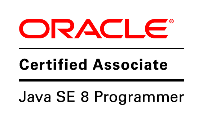 ORACLE®
Certified Associate
Java SE 8 Programmer